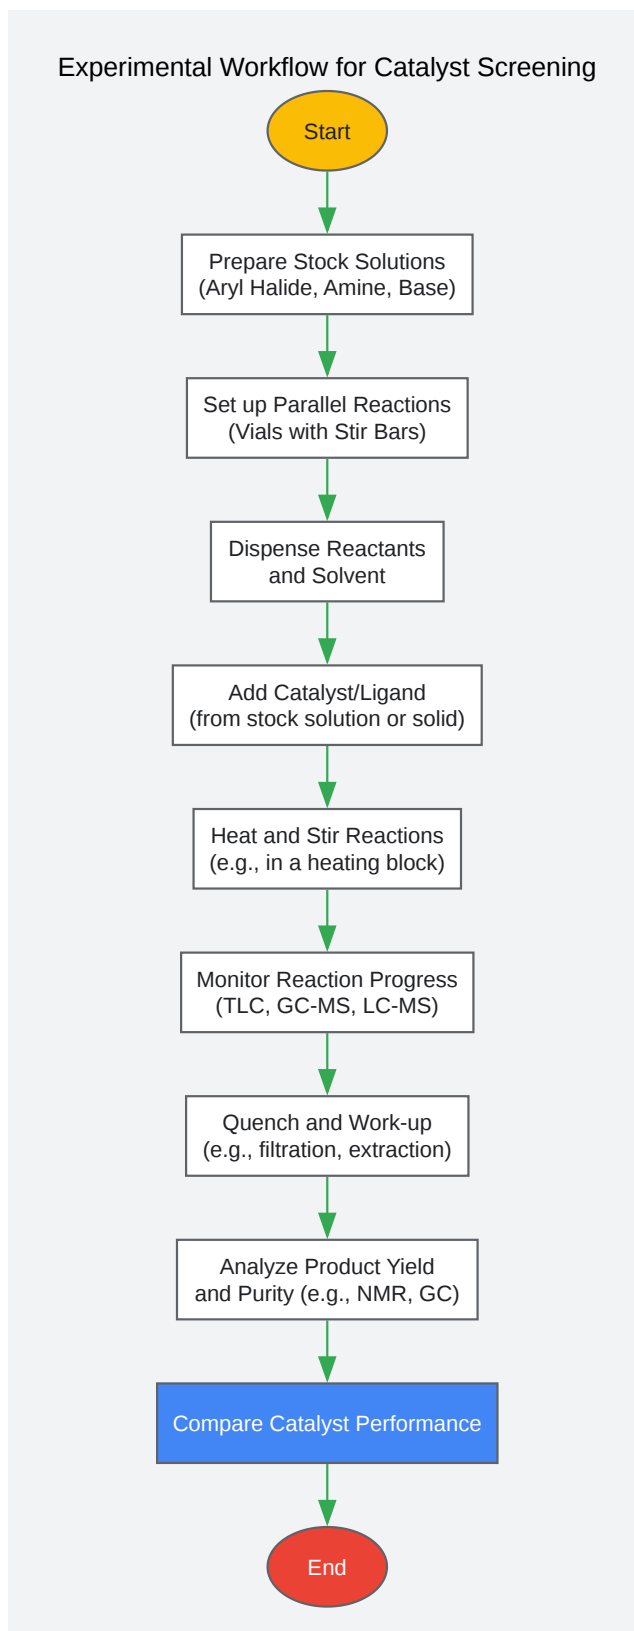 Experimental Workflow for Catalyst Screening
Start
Prepare Stock Solutions
(Aryl Halide, Amine, Base)
Set up Parallel Reactions
(Vials with Stir Bars)
Dispense Reactants
and Solvent
Add Catalyst/Ligand
(from stock solution or solid)
Heat and Stir Reactions
(e.g., in a heating block)
Monitor Reaction Progress
(TLC, GC-MS, LC-MS)
Quench and Work-up
(e.g., filtration, extraction)
Analyze Product Yield
and Purity (e.g., NMR, GC)
Compare Catalyst Performance
End